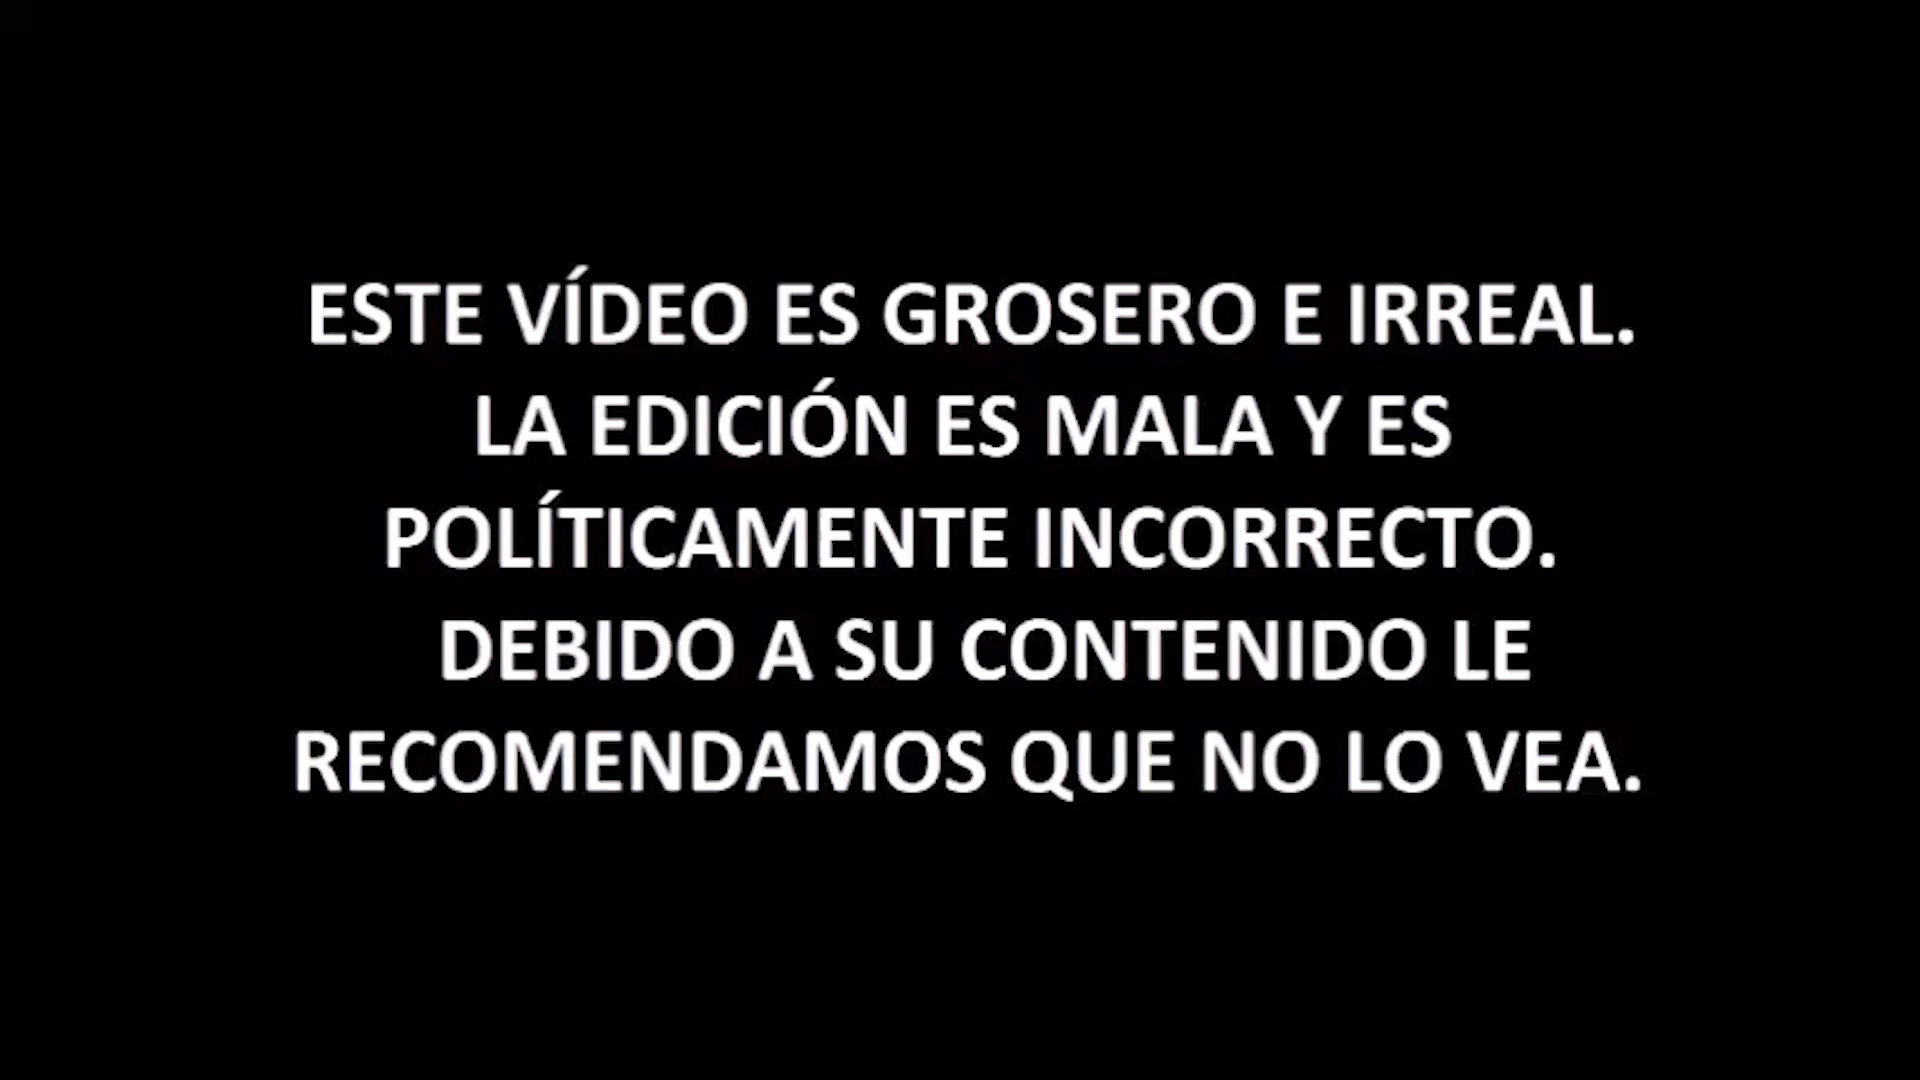 ESTE VÍDEO ES GROSERO E IRREAL.
LA EDICIÓN ES MALA Y ES
POLÍTICAMENTE INCORRECTO.
DEBIDO A SU CONTENIDO LE
RECOMENDAMOS QUE NO LO VEA.